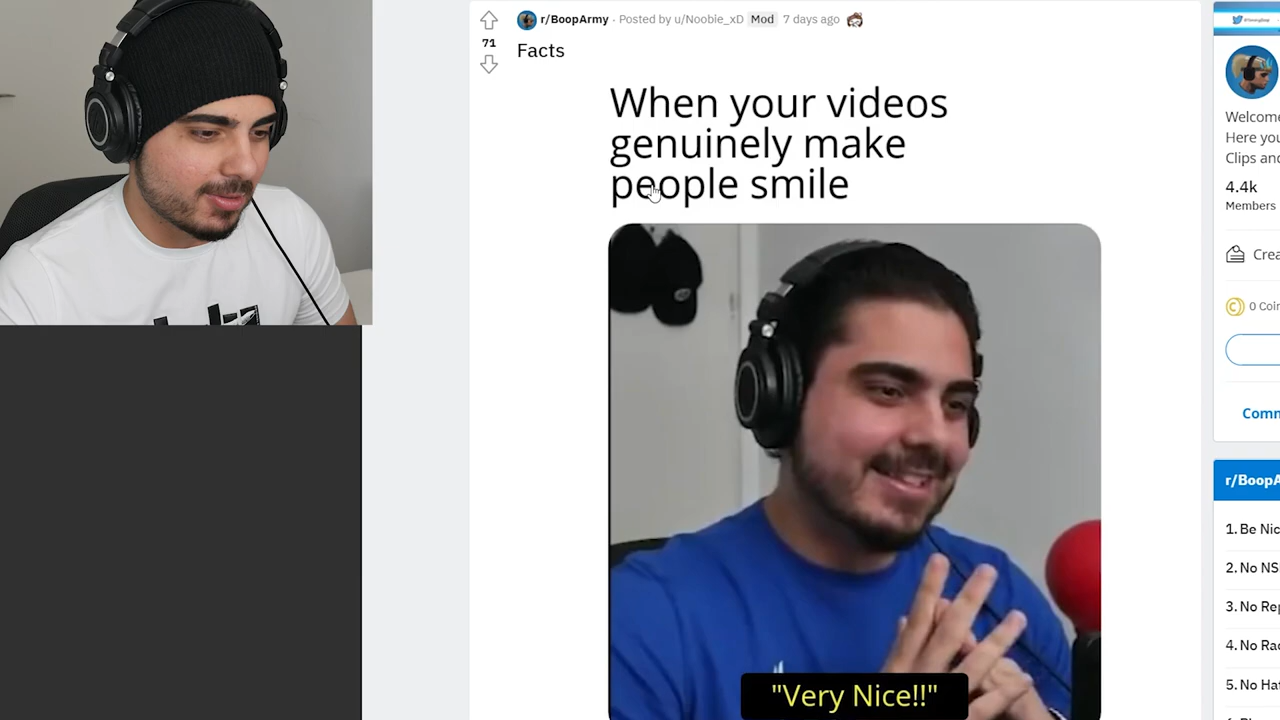 r/BoopArmy · Posted by u/Noobie_xD Mod 7 days ago
71
Facts
When your videos
genuinely make
people smile
"Very Nice!!"
Welcome
Here you
Clips and
4.4k
Members
Crea
0 Coin
Comm
r/BoopA
1. Be Nic
2. No NS
3. No Rep
4. No Rac
5. No Hat